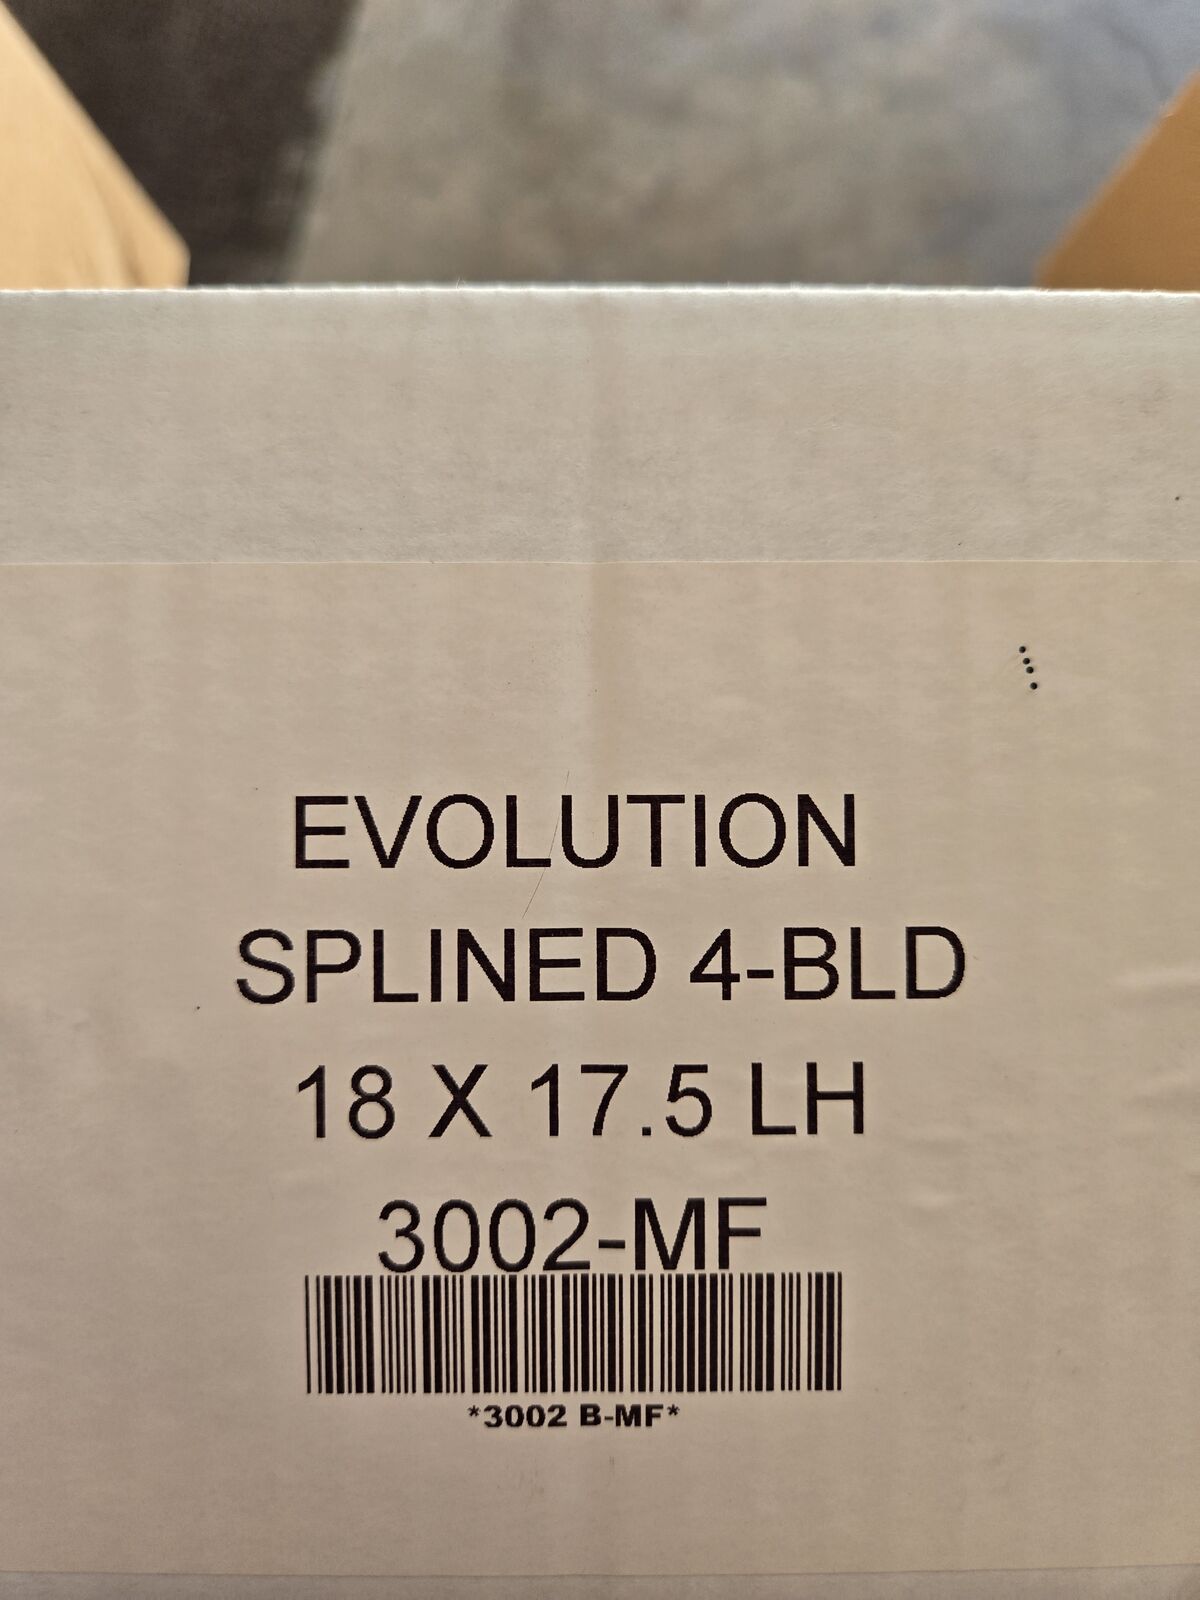 EVOLUTION
SPLINED 4-BLD
18 X 17.5 LH
3002-MF
*3002 B-MF*